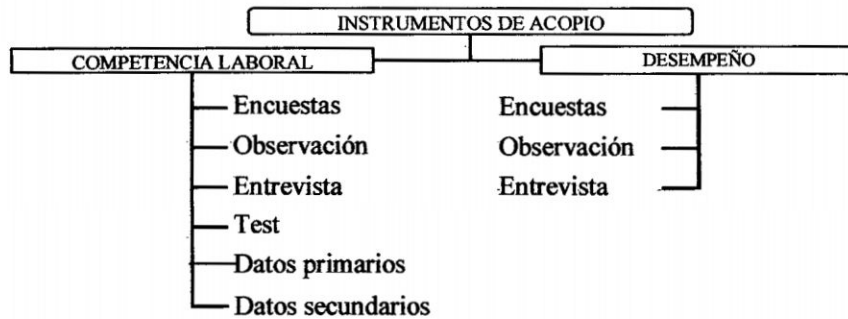 INSTRUMENTOS DE ACOPIO
COMPETENCIA LABORAL
DESEMPEÑO
Encuestas
Observación
Entrevista
Test
Datos primarios
Datos secundarios
Encuestas
Observación
Entrevista